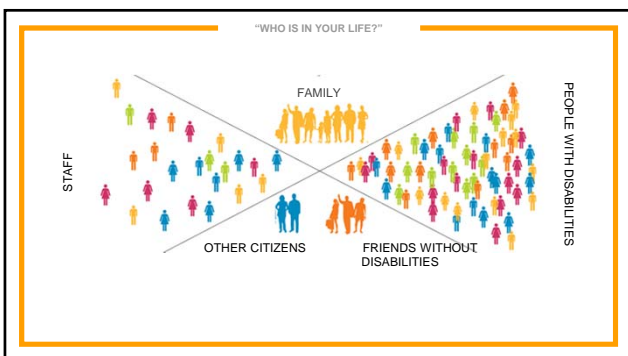 “WHO IS IN YOUR LIFE?”
FAMILY
STAFF
PEOPLE WITH DISABILITIES
OTHER CITIZENS
FRIENDS WITHOUT
DISABILITIES